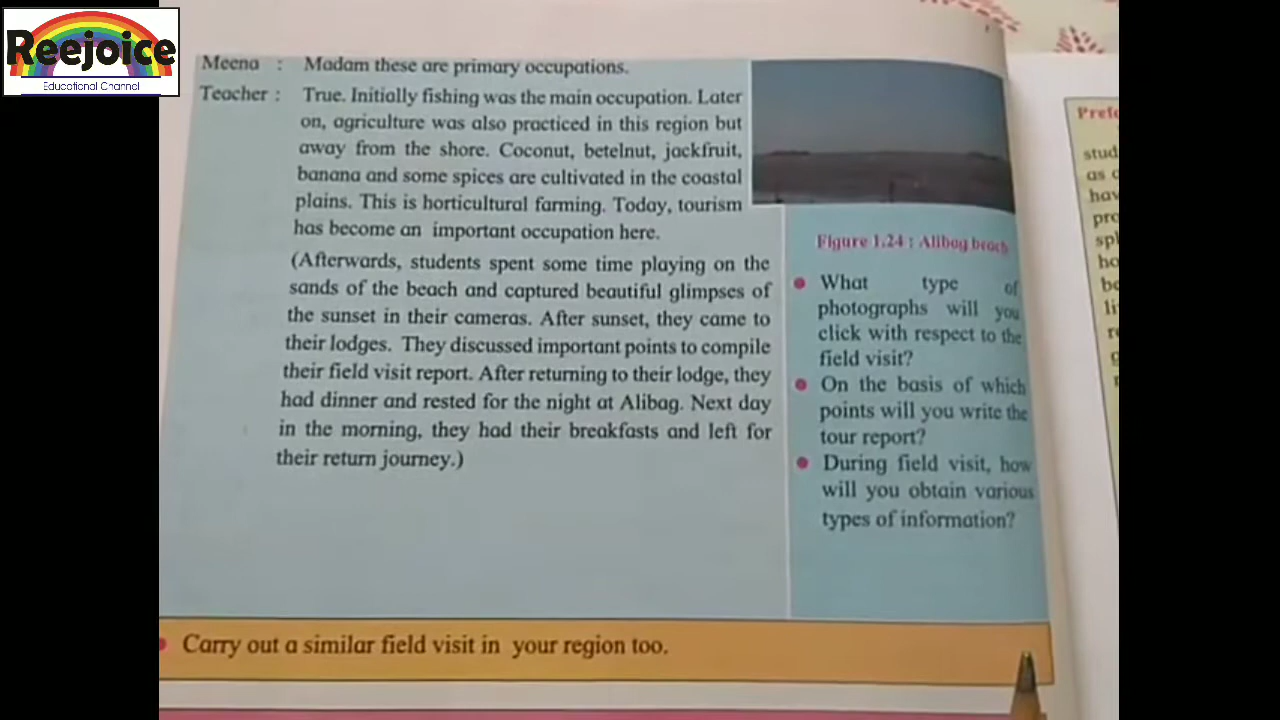 Reejoice
Educational Channel
Meena : Madam these are primary occupations.
Teacher : True. Initially fishing was the main occupation. Later
on, agriculture was also practiced in this region but
away from the shore. Coconut, betelnut, jackfruit,
banana and some spices are cultivated in the coastal
plains. This is horticultural farming. Today, tourism
has become an important occupation here.
(Afterwards, students spent some time playing on the
sands of the beach and captured beautiful glimpses of
the sunset in their cameras. After sunset, they came to
their lodges. They discussed important points to compile
their field visit report. After returning to their lodge, they
had dinner and rested for the night at Alibag. Next day
in the morning, they had their breakfasts and left for
their return journey.)
Figure 1.24 : Alibag beach
• What type of
photographs will you
click with respect to the
field visit?
• On the basis of which
points will you write the
tour report?
• During field visit, how
will you obtain various
types of information?
• Carry out a similar field visit in your region too.